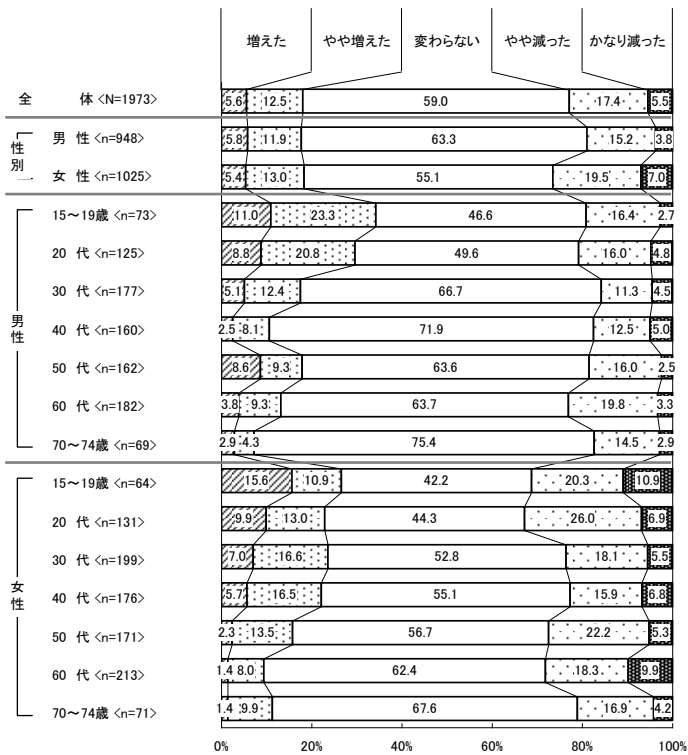 増えた やや増えた 変わらない やや減った かなり減った
全 体 <N=1973> 5.6 12.5 59.0 17.4 5.5
性別
男 性 <n=948> 5.8 11.9 63.3 15.2 3.8
女 性 <n=1025> 5.4 13.0 55.1 19.5 7.0
男性
15～19歳 <n=73> 11.0 23.3 46.6 16.4 2.7
20 代 <n=125> 8.8 20.8 49.6 16.0 4.8
30 代 <n=177> 5.1 12.4 66.7 11.3 4.5
40 代 <n=160> 2.5 8.1 71.9 12.5 5.0
50 代 <n=162> 8.6 9.3 63.6 16.0 2.5
60 代 <n=182> 3.8 9.3 63.7 19.8 3.3
70～74歳 <n=69> 2.9 4.3 75.4 14.5 2.9
女性
15～19歳 <n=64> 15.6 10.9 42.2 20.3 10.9
20 代 <n=131> 9.9 13.0 44.3 26.0 6.9
30 代 <n=199> 7.0 16.6 52.8 18.1 5.5
40 代 <n=176> 5.7 16.5 55.1 15.9 6.8
50 代 <n=171> 2.3 13.5 56.7 22.2 5.3
60 代 <n=213> 1.4 8.0 62.4 18.3 9.9
70～74歳 <n=71> 1.4 9.9 67.6 16.9 4.2
0% 20% 40% 60% 80% 100%